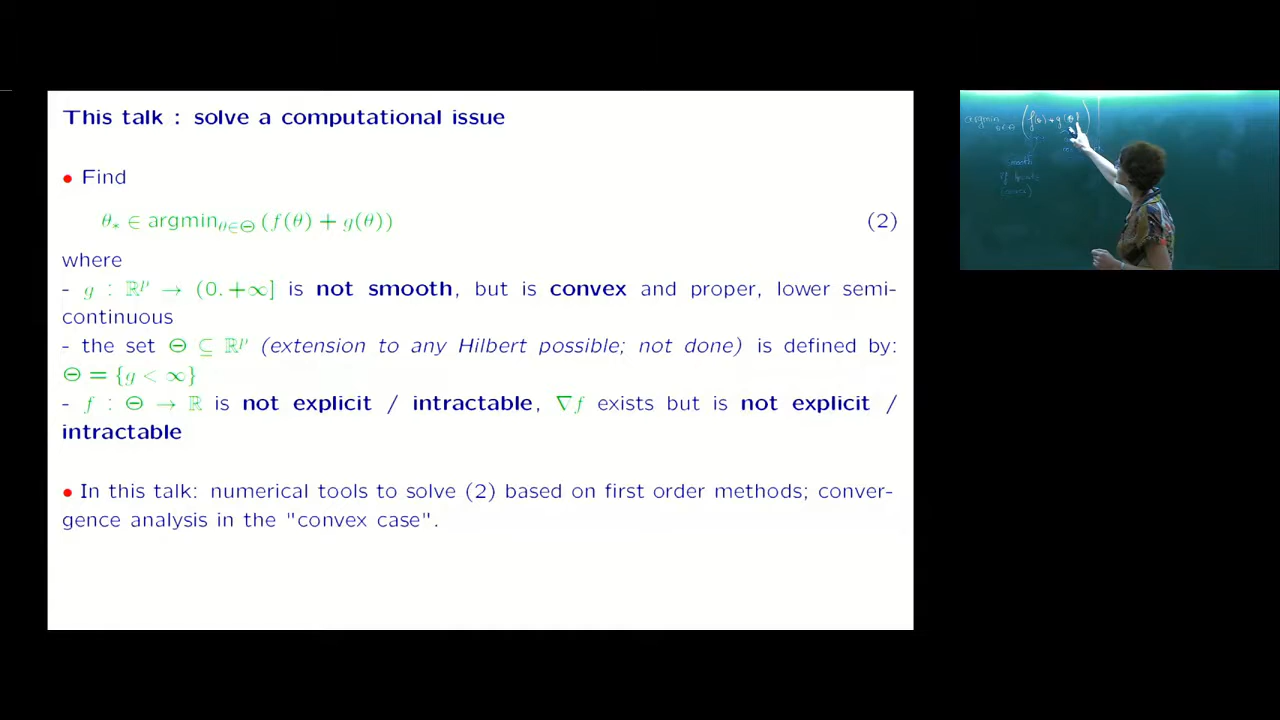 This talk : solve a computational issue
• Find
θ_* ∈ argmin_{θ∈Θ} (f(θ) + g(θ)) (2)
where
- g : ℝ^p → (0. +∞] is not smooth, but is convex and proper, lower semi-
continuous
- the set Θ ⊆ ℝ^p (extension to any Hilbert possible; not done) is defined by:
Θ = {g < ∞}
- f : Θ → ℝ is not explicit / intractable, ∇f exists but is not explicit /
intractable
• In this talk: numerical tools to solve (2) based on first order methods; conver-
gence analysis in the "convex case".
argmin (f(θ) + g(θ))
smooth